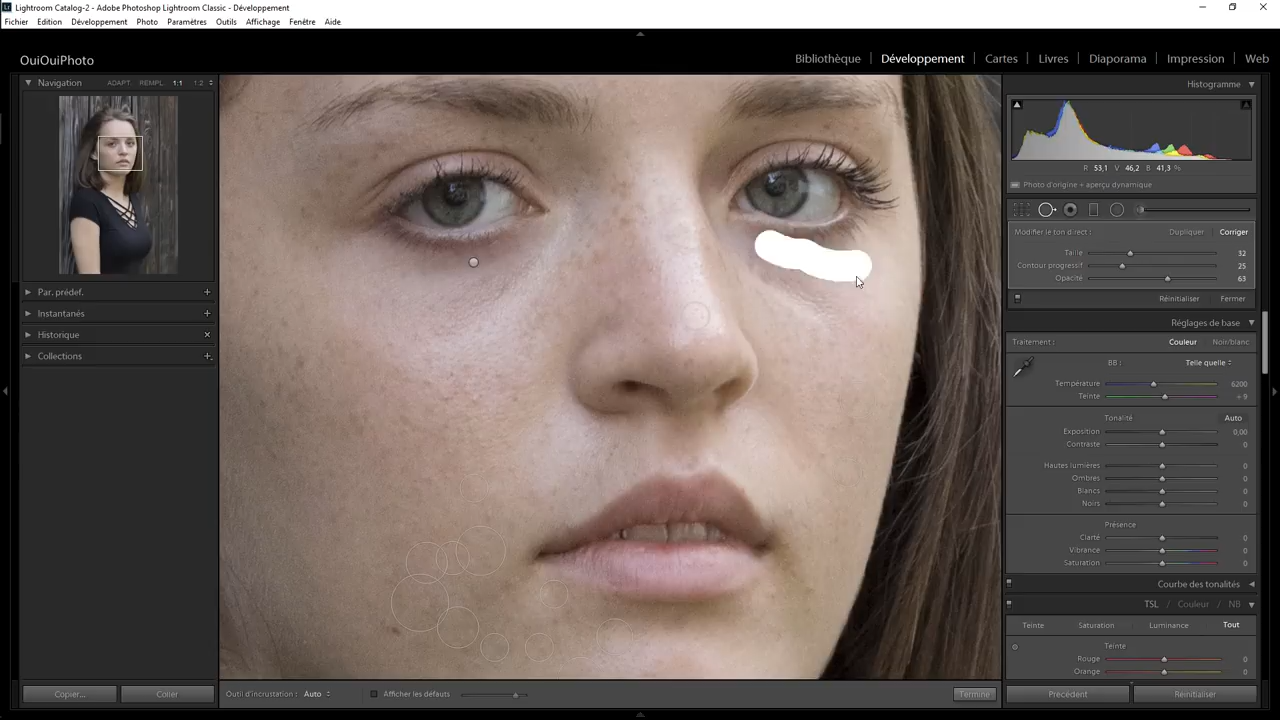 Lightroom Catalog-2 - Adobe Photoshop Lightroom Classic - Développement
Fichier Edition Développement Photo Paramètres Outils Affichage Fenêtre Aide
OuiOuiPhoto
Bibliothèque | Développement | Cartes | Livres | Diaporama | Impression | Web
Navigation ADAPT. REMPL. 1:1 1:2
Par. prédef.
Instantanés
Historique
Collections
Copier... Coller
Outil d'incrustation : Auto Afficher les défauts Terminé
Histogramme
R 53,1 V 46,2 B 41,3 %
Photo d'origine + aperçu dynamique
Modifier le ton direct : Dupliquer Corriger
Taille 32
Contour progressif 25
Opacité 63
Réinitialiser Fermer
Réglages de base
Traitement : Couleur Noir/blanc
BB : Telle quelle
Température 6200
Teinte + 9
Tonalité Auto
Exposition 0,00
Contraste 0
Hautes lumières 0
Ombres 0
Blancs 0
Noirs 0
Présence
Clarté 0
Vibrance 0
Saturation 0
Courbe des tonalités
TSL / Couleur / NB
Teinte Saturation Luminance Tout
Teinte
Rouge 0
Orange 0
Précédent Réinitialiser